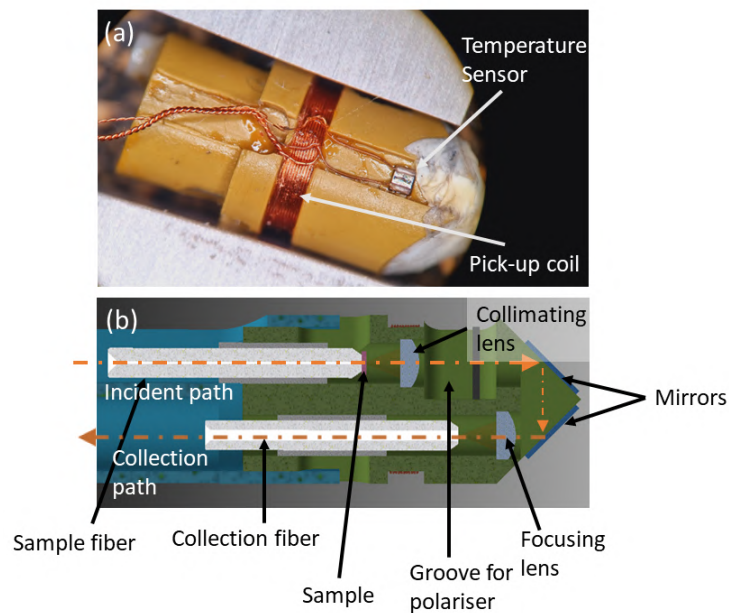 (a)
Temperature
Sensor
Pick-up coil
(b)
Collimating
lens
Incident path
Mirrors
Collection
path
Sample fiber
Collection fiber
Sample
Groove for
polariser
Focusing
lens